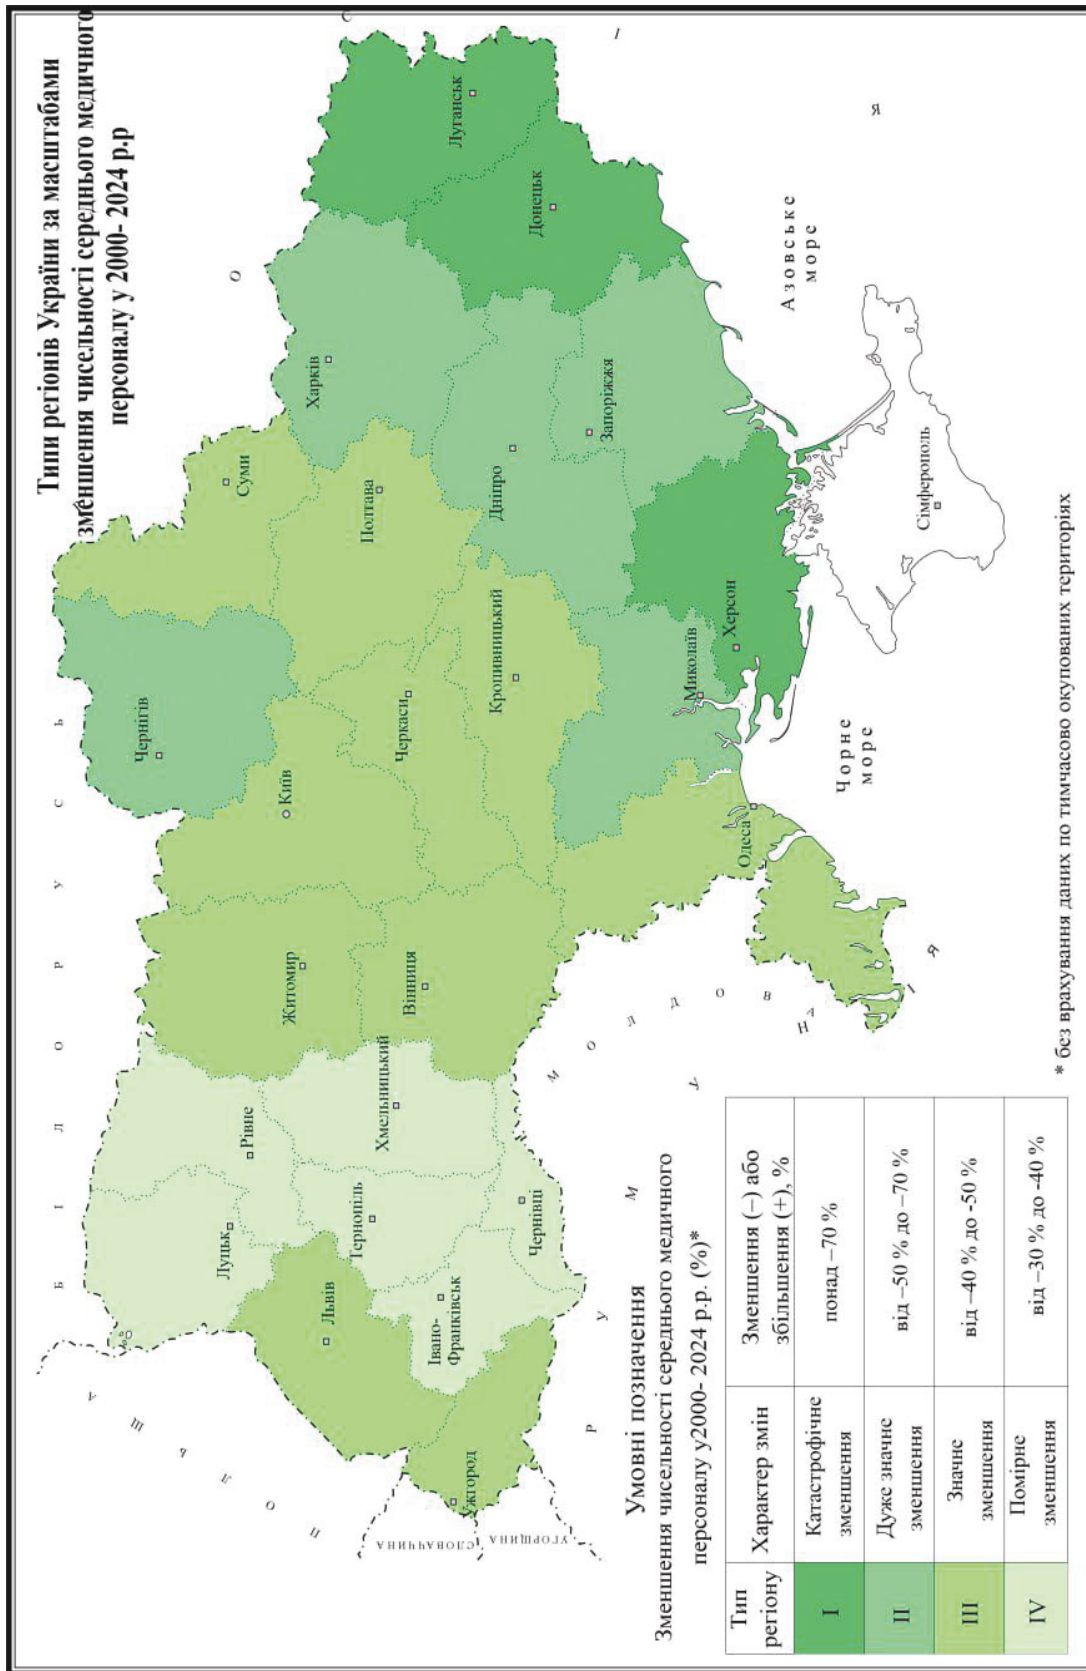 Типи регіонів України за масштабами
зменшення чисельності середнього медичного
персоналу у 2000- 2024 р.р
П О Л Ь Щ А
Б І Л О Р У С Ь
Р О С І Я
СЛОВАЧЧИНА
УГОРЩИНА
Р У М У Н І Я
М О Л Д О В А
Луцьк
Рівне
Житомир
Київ
Чернігів
Суми
Львів
Тернопіль
Хмельницький
Вінниця
Черкаси
Полтава
Харків
Луганськ
Ужгород
Івано-
Франківськ
Чернівці
Кропивницький
Дніпро
Донецьк
Запоріжжя
Миколаїв
Херсон
Одеса
Сімферополь
Чорне
море
Азовське
море
Умовні позначення
Зменшення чисельності середнього медичного
персоналу у2000- 2024 р.р. (%)*
Тип
регіону
Характер змін
Зменшення (–) або
збільшення (+), %
I
Катастрофічне
зменшення
понад –70 %
II
Дуже значне
зменшення
від –50 % до –70 %
III
Значне
зменшення
від –40 % до -50 %
IV
Помірне
зменшення
від –30 % до -40 %
* без врахування даних по тимчасово окупованих територіях